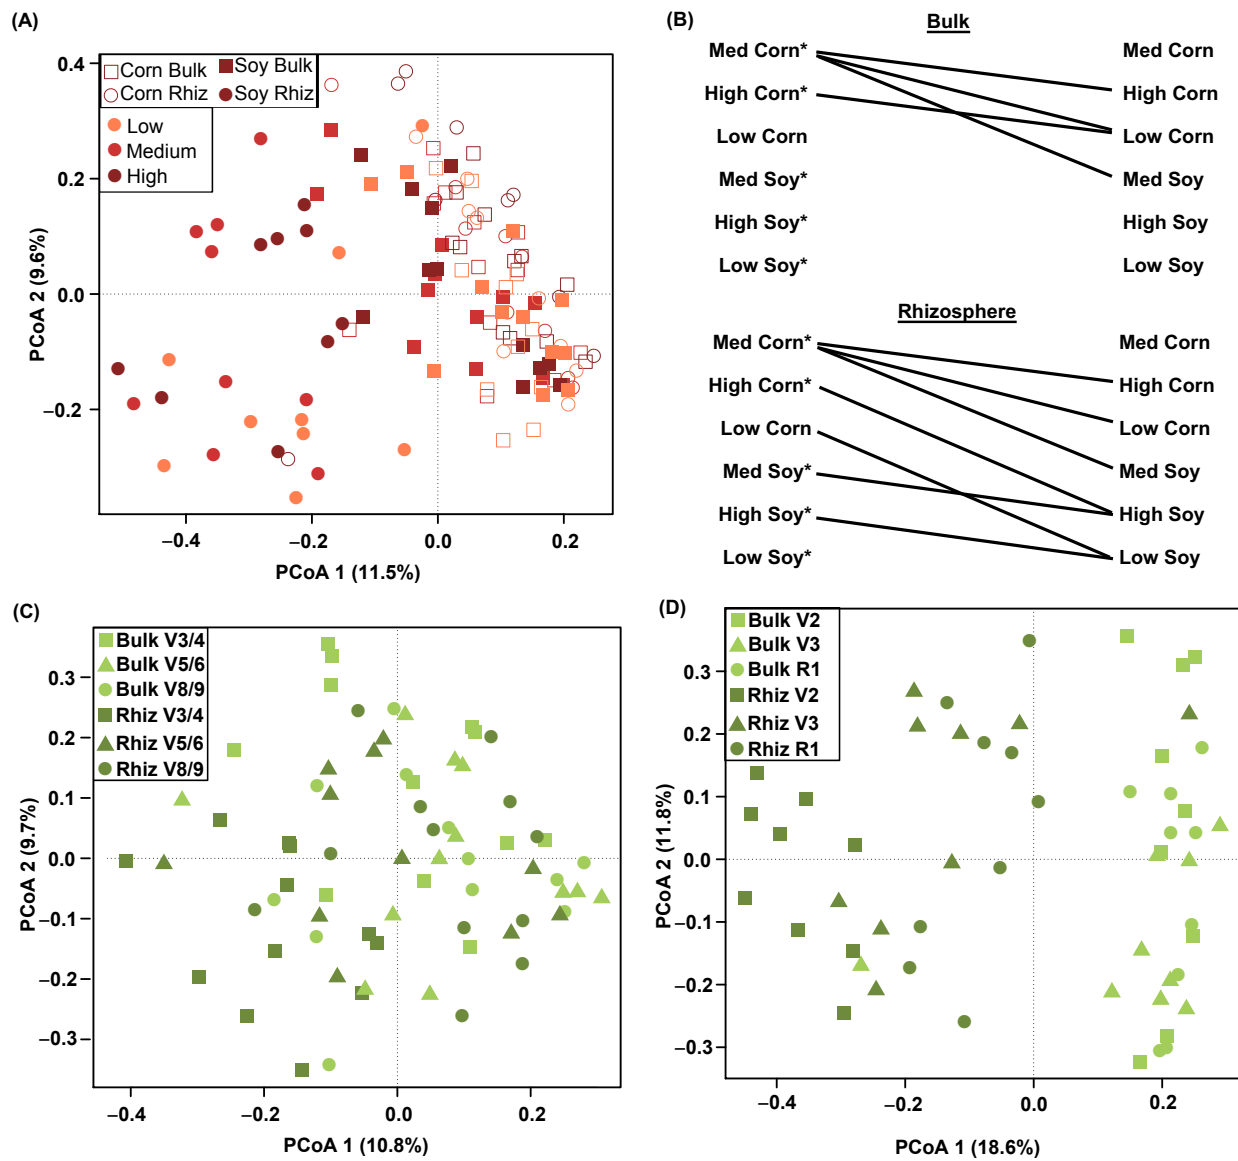 (A)
Corn Bulk Soy Bulk
Corn Rhiz Soy Rhiz
Low
Medium
High
0.4
0.2
0.0
−0.2
PCoA 2 (9.6%)
−0.4 −0.2 0.0 0.2
PCoA 1 (11.5%)
(B)
Bulk
Med Corn* Med Corn
High Corn* High Corn
Low Corn Low Corn
Med Soy* Med Soy
High Soy* High Soy
Low Soy* Low Soy
Rhizosphere
Med Corn* Med Corn
High Corn* High Corn
Low Corn Low Corn
Med Soy* Med Soy
High Soy* High Soy
Low Soy* Low Soy
(C)
Bulk V3/4
Bulk V5/6
Bulk V8/9
Rhiz V3/4
Rhiz V5/6
Rhiz V8/9
0.3
0.2
0.1
0.0
−0.1
−0.2
−0.3
PCoA 2 (9.7%)
−0.4 −0.2 0.0 0.2
PCoA 1 (10.8%)
(D)
Bulk V2
Bulk V3
Bulk R1
Rhiz V2
Rhiz V3
Rhiz R1
0.3
0.2
0.1
0.0
−0.1
−0.2
−0.3
PCoA 2 (11.8%)
−0.4 −0.2 0.0 0.2
PCoA 1 (18.6%)